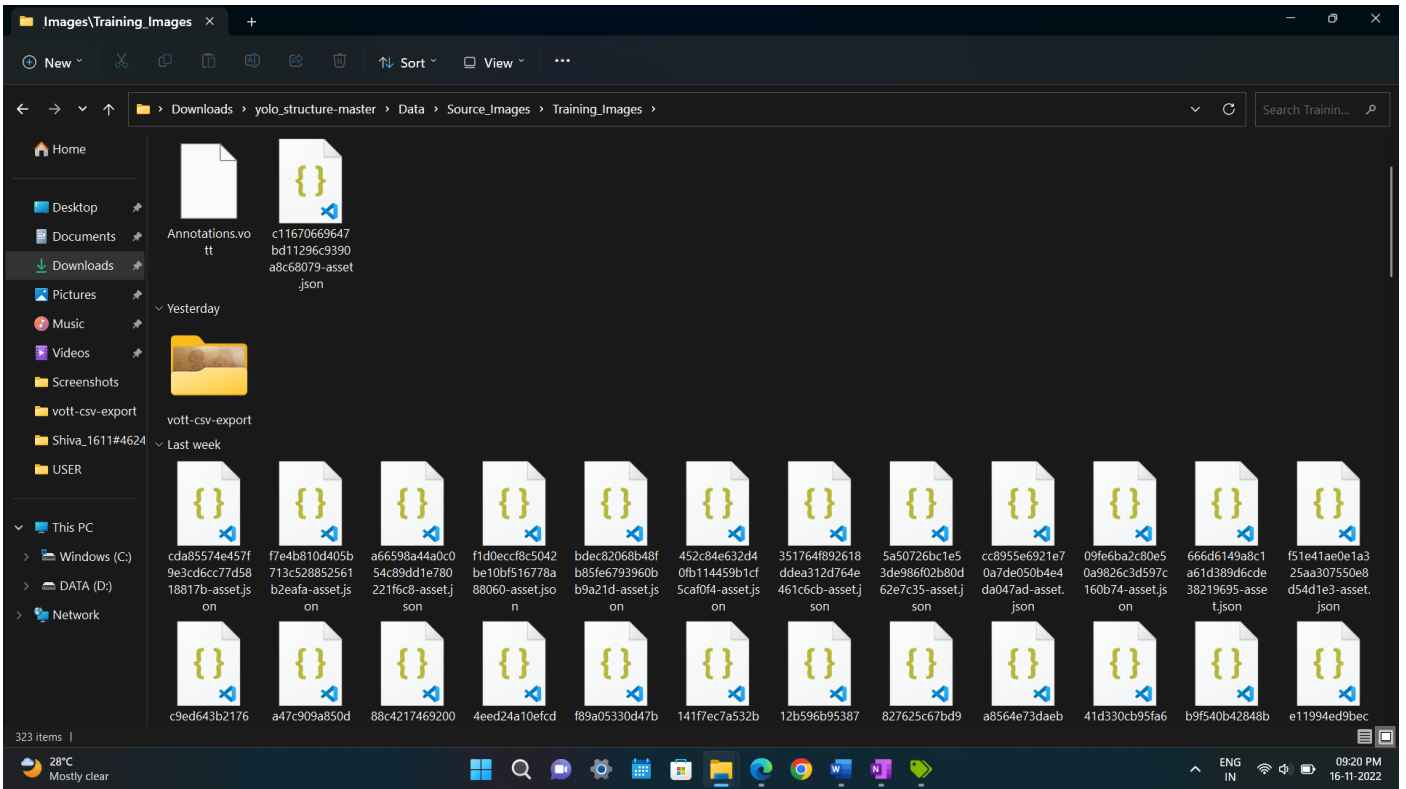 Images\Training_Images
New
Sort
View
Downloads
yolo_structure-master
Data
Source_Images
Training_Images
Search Trainin...
Home
Desktop
Documents
Downloads
Pictures
Music
Videos
Screenshots
vott-csv-export
Shiva_1611#4624
USER
This PC
Windows (C:)
DATA (D:)
Network
Annotations.vo
tt
c11670669647
bd11296c9390
a8c68079-asset
.json
Yesterday
vott-csv-export
Last week
cda85574e457f
9e3cd6cc77d58
18817b-asset.js
on
f7e4b810d405b
713c528852561
b2eafa-asset.js
on
a66598a44a0c0
54c89dd1e780
221f6c8-asset.j
son
f1d0eccf8c5042
be10bf516778a
88060-asset.jso
n
bdec82068b48f
b85fe6793960b
b9a21d-asset.js
on
452c84e632d4
0fb114459b1cf
5caf0f4-asset.js
on
351764f892618
ddea312d764e
461c6cb-asset.j
son
5a50726bc1e5
3de986f02b80d
62e7c35-asset.j
son
cc8955e6921e7
0a7de050b4e4
da047ad-asset.
json
09fe6ba2c80e5
0a9826c3d597c
160b74-asset.js
on
666d6149a8c1
a61d389d6cde
38219695-asse
t.json
f51e41ae0e1a3
25aa307550e8
d54d1e3-asset.
json
c9ed643b2176
a47c909a850d
88c4217469200
4eed24a10efcd
f89a05330d47b
141f7ec7a532b
12b596b95387
827625c67bd9
a8564e73daeb
41d330cb95fa6
b9f540b42848b
e11994ed9bec
323 items
28°C
Mostly clear
ENG
IN
09:20 PM
16-11-2022